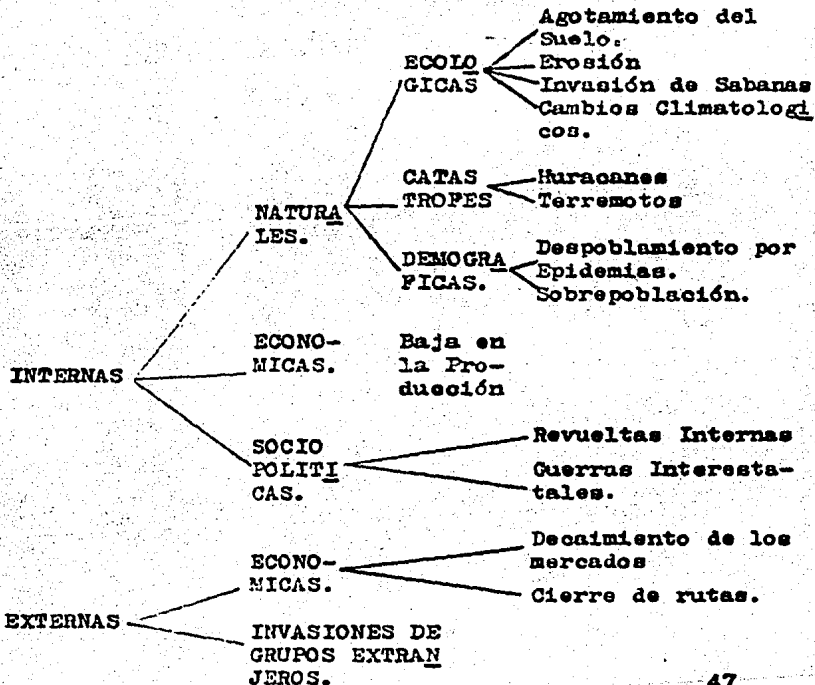 Agotamiento del
Suelo.
ECOLO
GICAS
Erosión
Invasión de Sabanas
Cambios Climatologi
cos.
CATAS
TROFES
Huracanes
Terremotos
NATURA
LES.
DEMOGRA
FICAS.
Despoblamiento por
Epidemias.
Sobrepoblación.
INTERNAS
ECONO-
MICAS.
Baja en
la Pro-
ducción
SOCIO
POLITI
CAS.
Revueltas Internas
Guerras Interesta-
tales.
ECONO-
MICAS.
Decaimiento de los
mercados
Cierre de rutas.
EXTERNAS
INVASIONES DE
GRUPOS EXTRAN
JEROS.
47